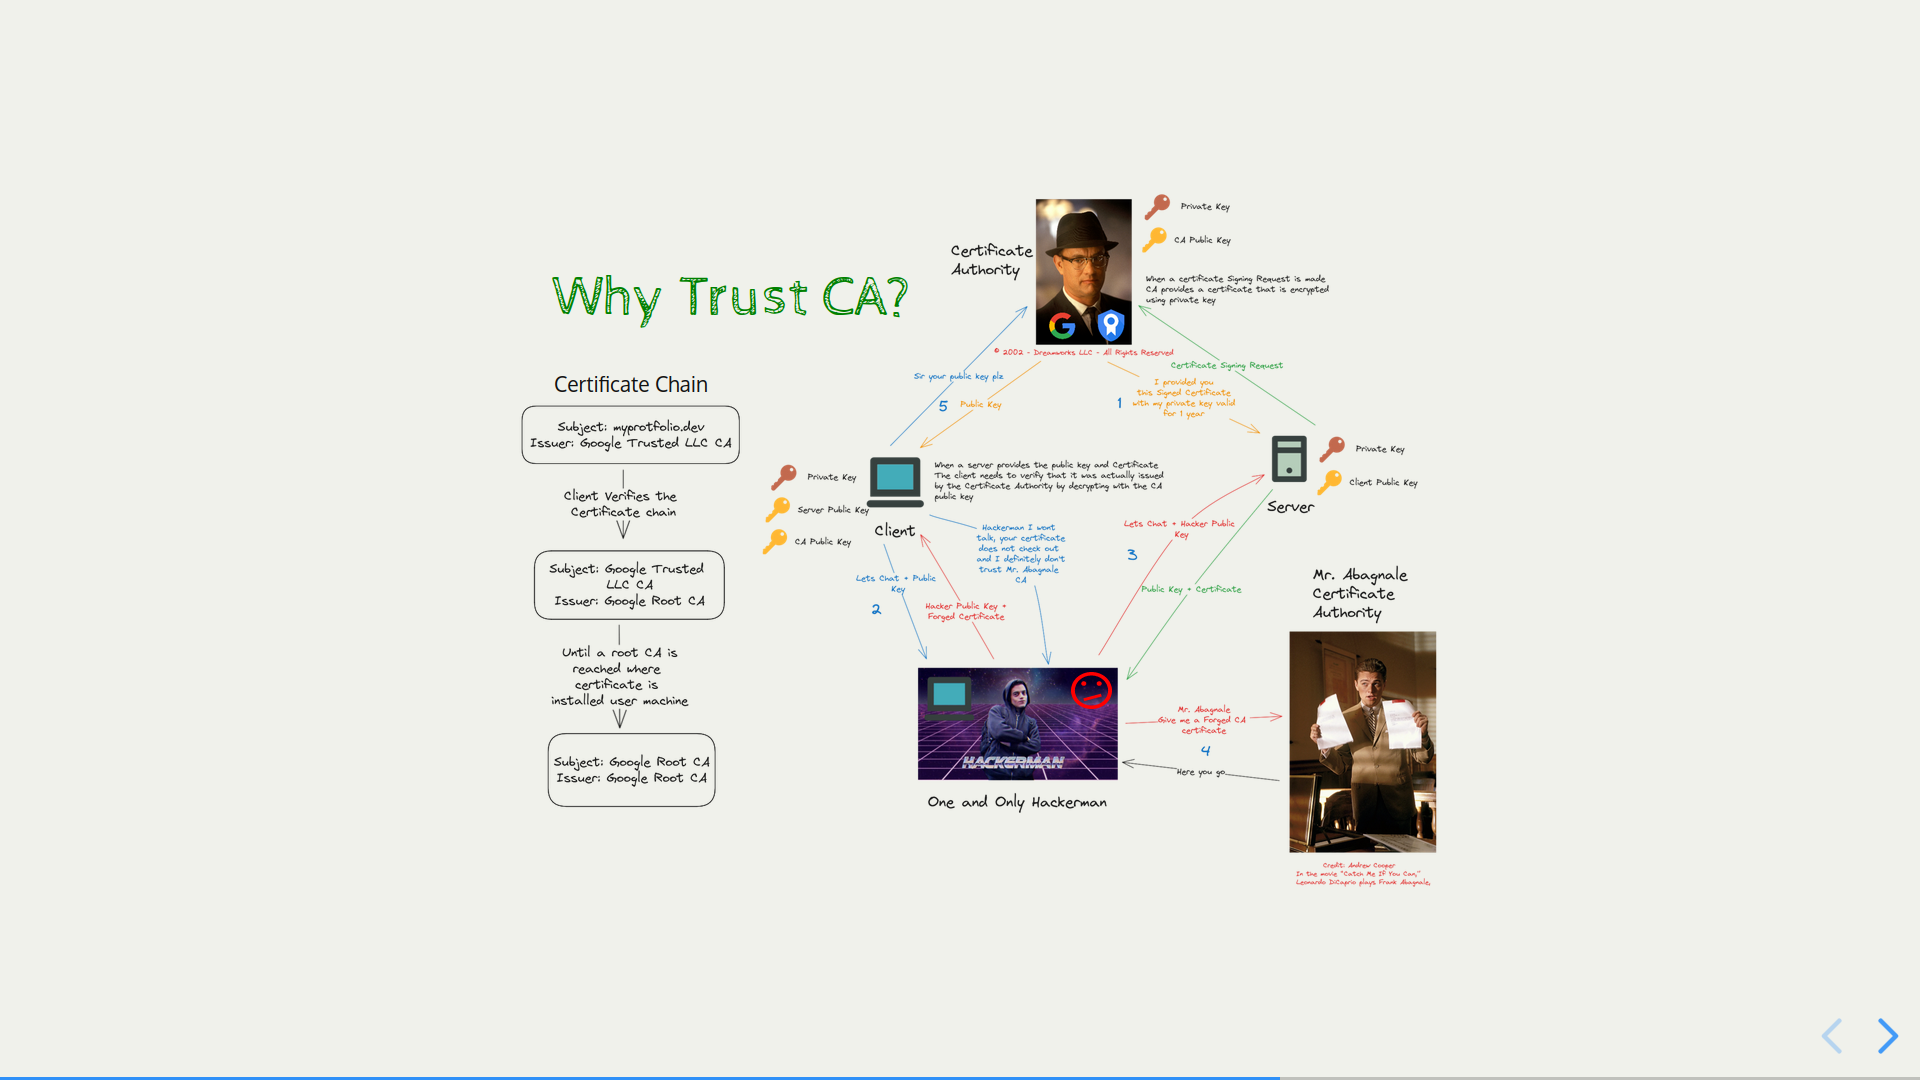 Why Trust CA?
Certificate Chain
Subject: myprotfolio.dev
Issuer: Google Trusted LLC CA
Client Verifies the
Certificate chain
Subject: Google Trusted
LLC CA
Issuer: Google Root CA
Until a root CA is
reached where
certificate is
installed user machine
Subject: Google Root CA
Issuer: Google Root CA
Certificate
Authority
Private Key
CA Public Key
When a certificate Signing Request is made
CA provides a certificate that is encrypted
using private key
© 2002 - Dreamworks LLC - All Rights Reserved
Certificate Signing Request
Sir your public key plz
5
Public Key
1
I provided you
this Signed Certificate
with my private key valid
for 1 year
Private Key
Server Public Key
CA Public Key
Client
When a server provides the public key and Certificate
The client needs to verify that it was actually issued
by the Certificate Authority by decrypting with the CA
public key
Private Key
Client Public Key
Server
Hackerman I wont
talk, your certificate
does not check out
and I definitely don't
trust Mr. Abagnale
CA
Lets Chat + Hacker Public
Key
3
Lets Chat + Public
Key
2
Hacker Public Key +
Forged Certificate
Public Key + Certificate
Mr. Abagnale
Certificate
Authority
HACKERMAN
One and Only Hackerman
Mr. Abagnale
Give me a Forged CA
certificate
4
Here you go
Credit: Andrew Cooper
In the movie "Catch Me If You Can,"
Leonardo DiCaprio plays Frank Abagnale,